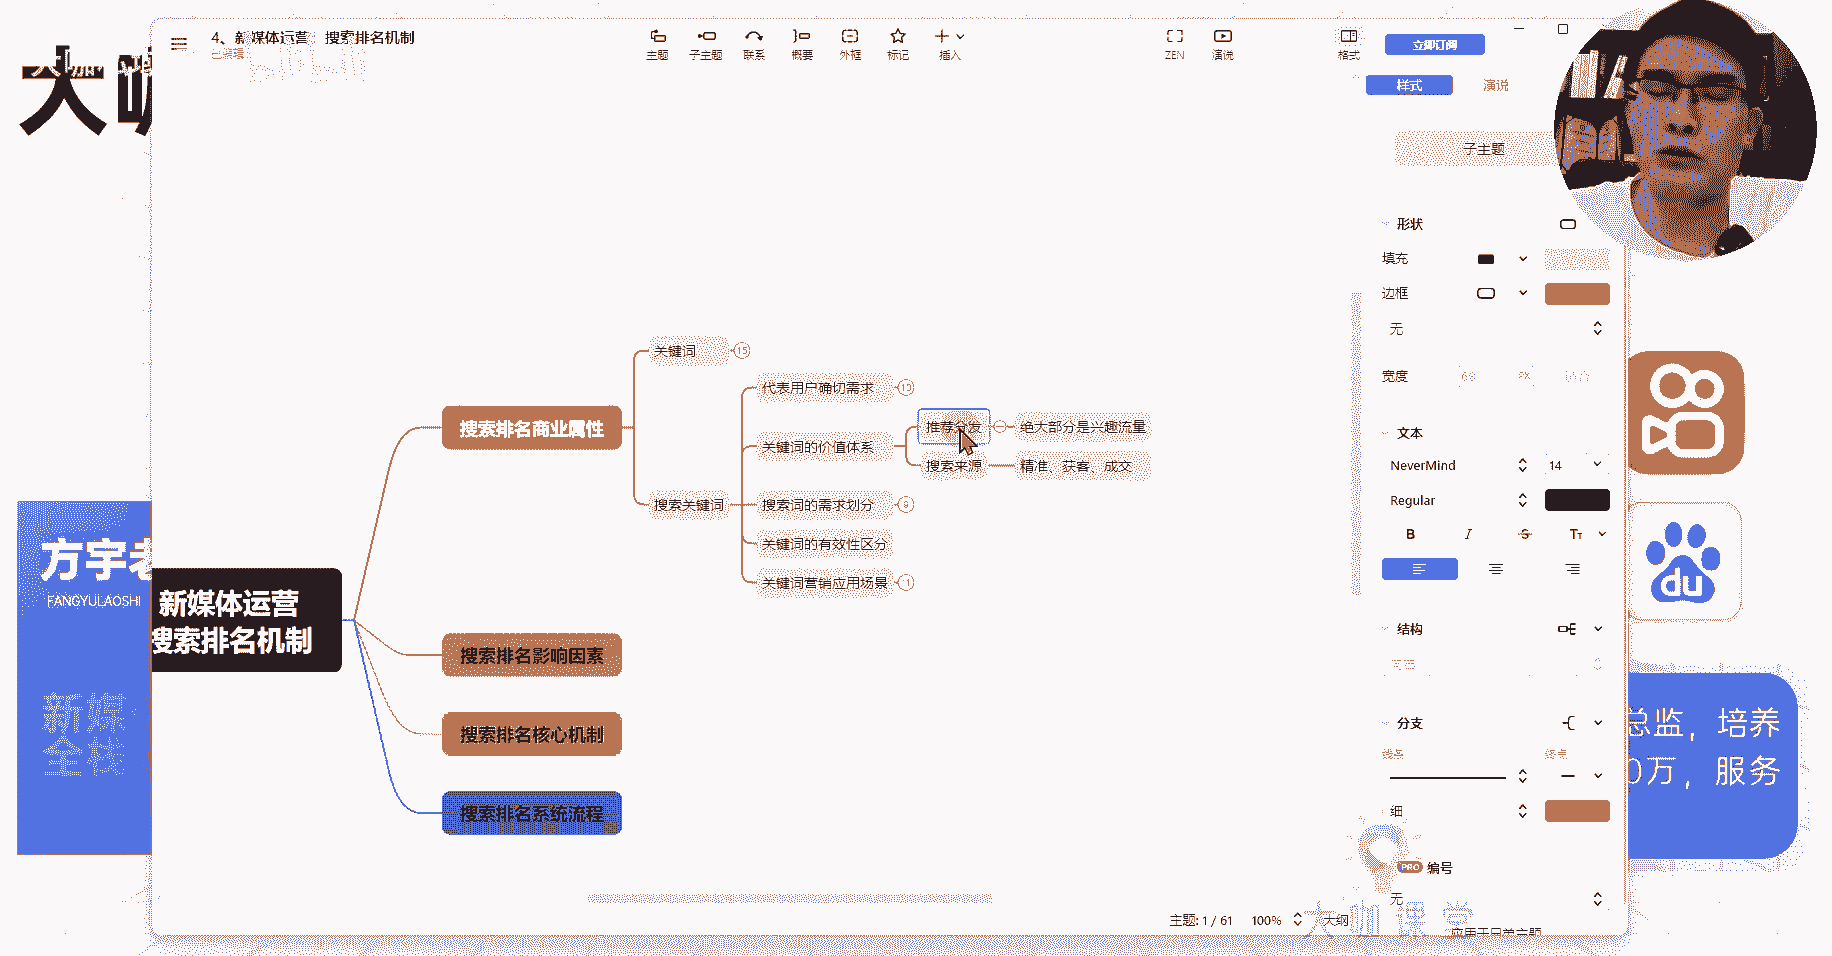 4、新媒体运营 搜索排名机制
已编辑
主题
子主题
联系
概要
外框
标记
插入
ZEN
演说
格式
立即订阅
样式
演说
子主题
形状
填充
边框
无
宽度
文本
NeverMind
14
Regular
B
I
S
Tт
结构
分支
线条
终点
细
PRO 编号
无
关键词
15
代表用户确切需求
13
推荐分发
绝大部分是兴趣流量
关键词的价值体系
搜索来源
精准、获客、成交
搜索关键词
搜索词的需求划分
9
关键词的有效性区分
关键词营销应用场景
搜索排名商业属性
新媒体运营
搜索排名机制
搜索排名影响因素
搜索排名核心机制
搜索排名系统流程
主题: 1 / 61
100%
大纲
大咖课堂
方宇老
FANGYULAOSHI
新媒
全栈
du
总监，培养
0万，服务